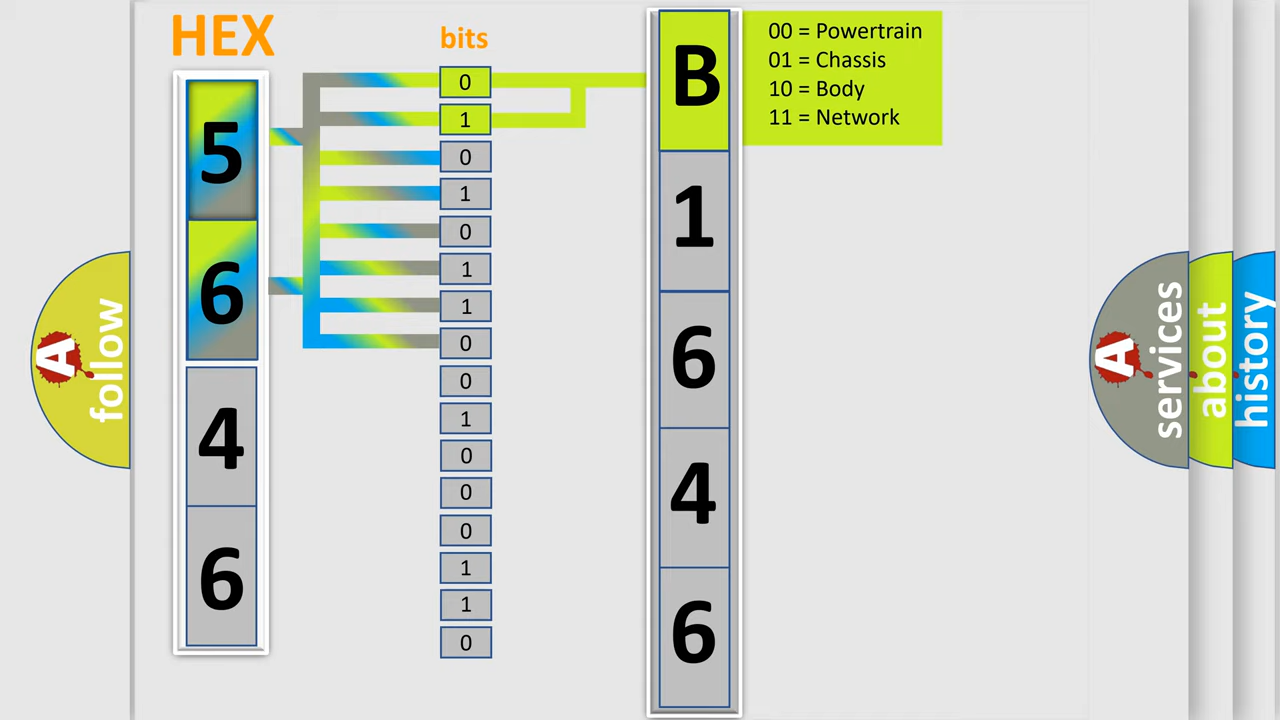 HEX
bits
5
6
4
6
0
1
0
1
0
1
1
0
0
1
0
0
0
1
1
0
B
1
6
4
6
00 = Powertrain
01 = Chassis
10 = Body
11 = Network
A
follow
A
services
about
history